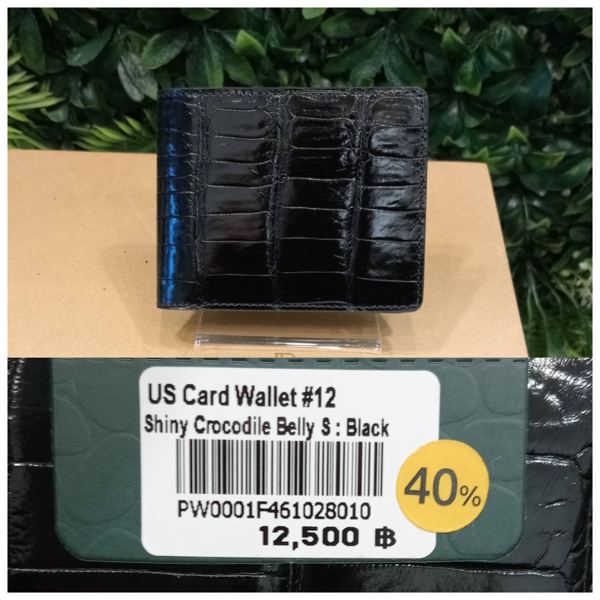 US Card Wallet #12
Shiny Crocodile Belly S : Black
PW0001F461028010
12,500 ฿
40%